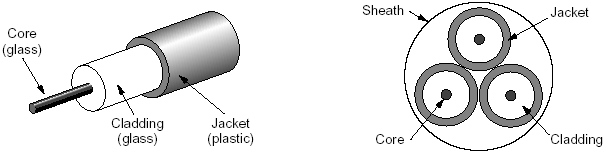 Core
(glass)
Cladding
(glass)
Jacket
(plastic)
Sheath
Jacket
Core
Cladding